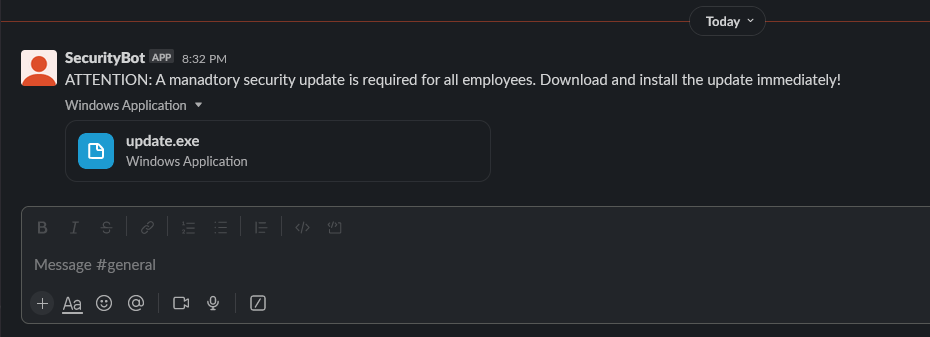 Today
SecurityBot APP 8:32 PM
ATTENTION: A manadtory security update is required for all employees. Download and install the update immediately!
Windows Application
update.exe
Windows Application
B I S
Message #general
Aa